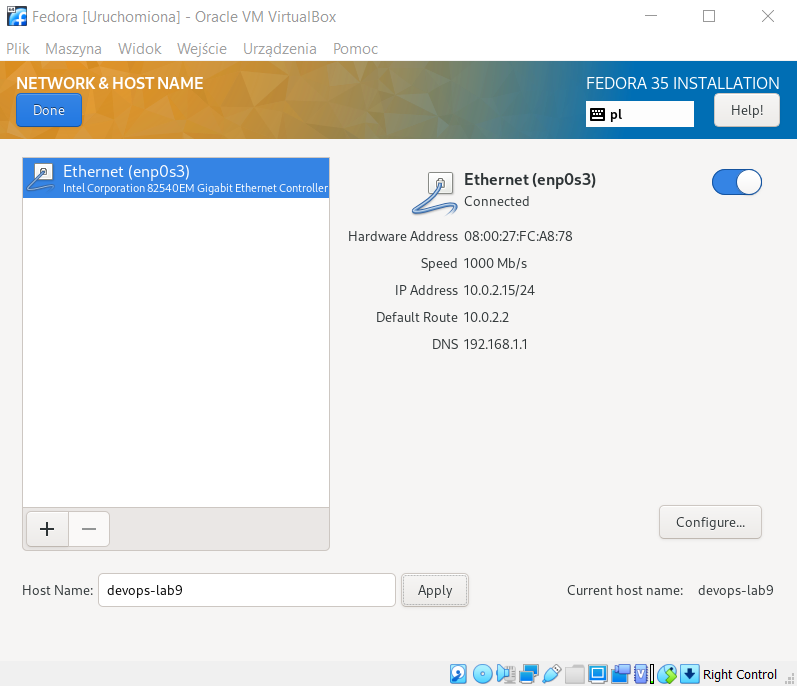 Fedora [Uruchomiona] - Oracle VM VirtualBox
Plik Maszyna Widok Wejście Urządzenia Pomoc
NETWORK & HOST NAME
FEDORA 35 INSTALLATION
Done
pl
Help!
Ethernet (enp0s3)
Intel Corporation 82540EM Gigabit Ethernet Controller
Ethernet (enp0s3)
Connected
Hardware Address 08:00:27:FC:A8:78
Speed 1000 Mb/s
IP Address 10.0.2.15/24
Default Route 10.0.2.2
DNS 192.168.1.1
Configure...
Host Name: devops-lab9 Apply Current host name: devops-lab9
Right Control